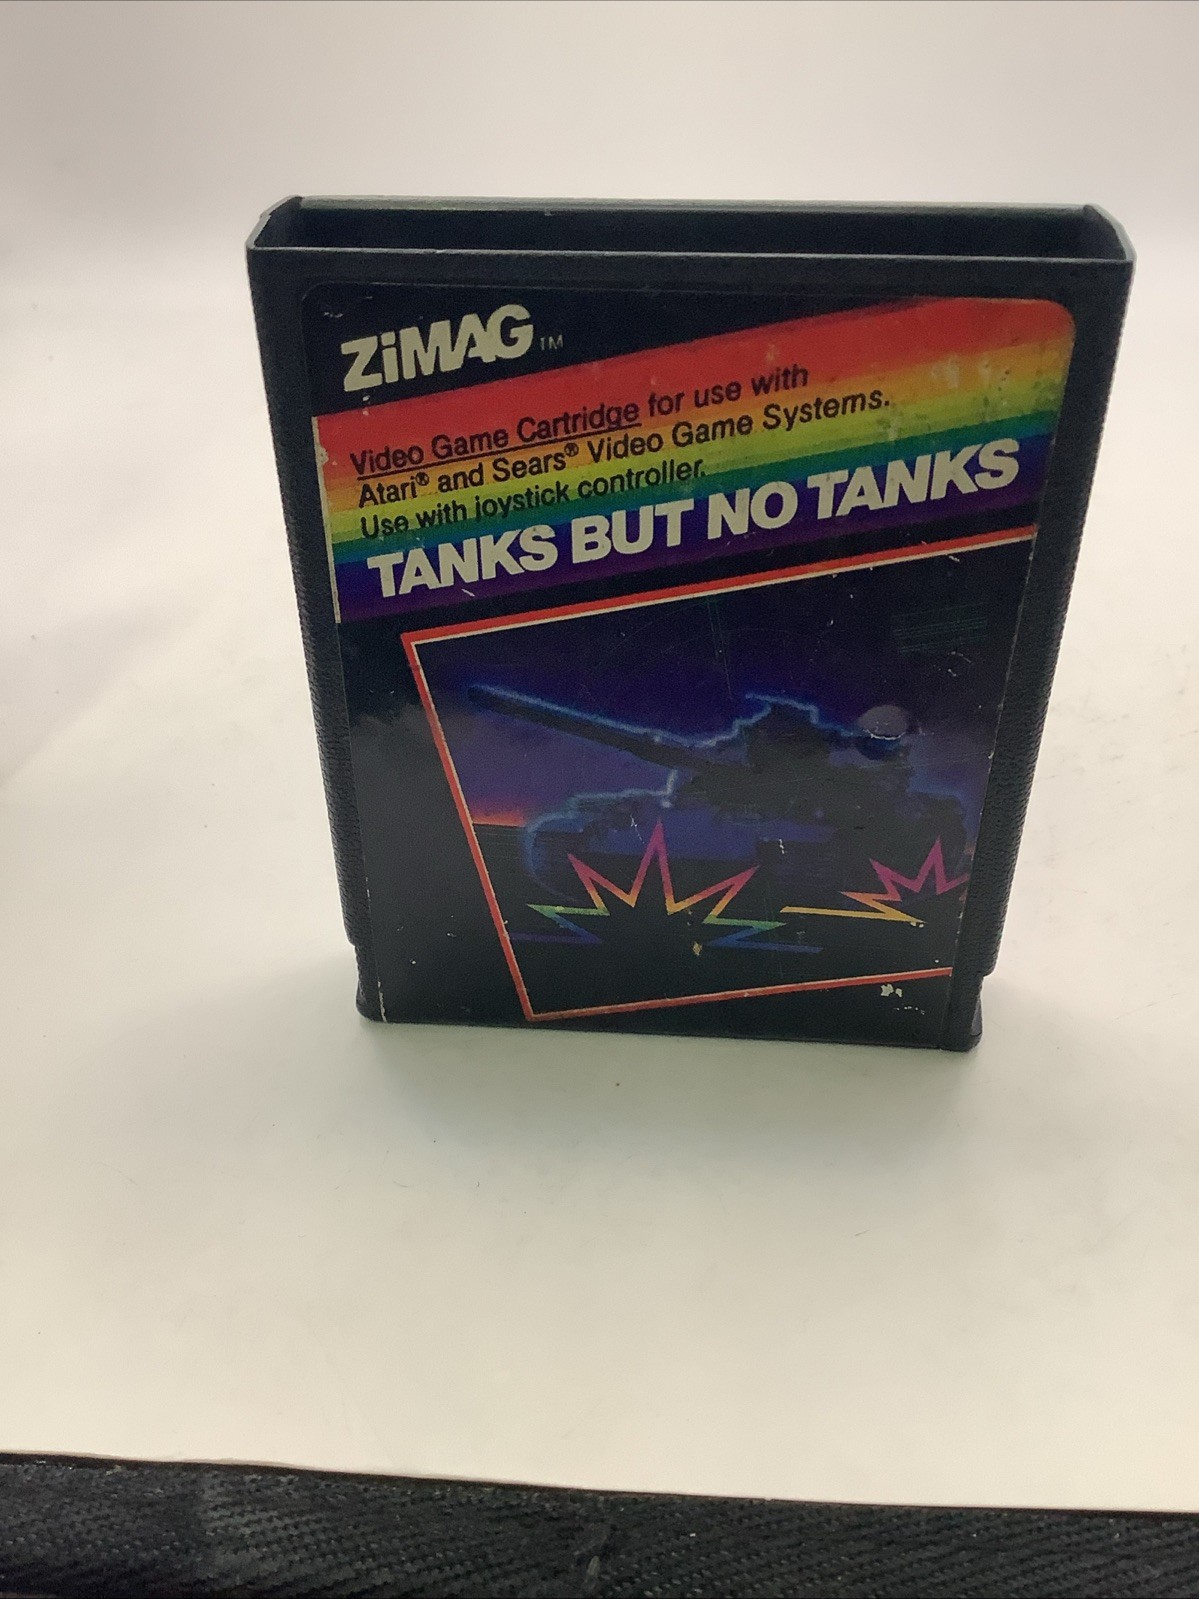 ZiMAG™
Video Game Cartridge for use with
Atari® and Sears® Video Game Systems.
Use with joystick controller.
TANKS BUT NO TANKS